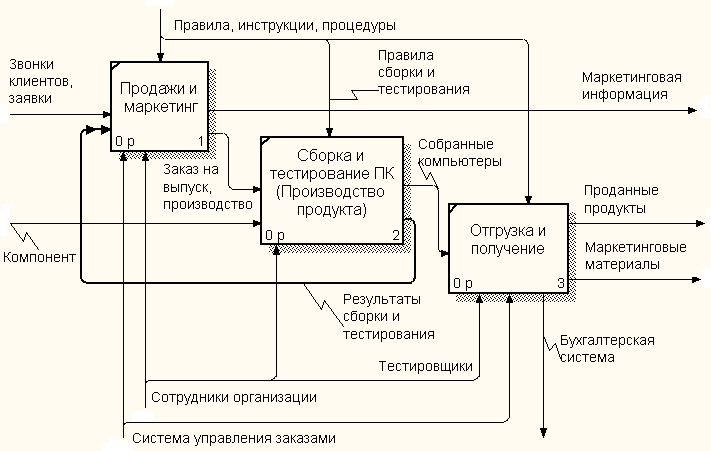 Правила, инструкции, процедуры
Звонки
клиентов,
заявки
Правила
сборки и
тестирования
Маркетинговая
информация
Продажи и
маркетинг
0 р
1
Сборка и
тестирование ПК
(Производство
продукта)
0 р
2
Собранные
компьютеры
Заказ на
выпуск,
производство
Проданные
продукты
Отгрузка и
получение
0 р
3
Маркетинговые
материалы
Компонент
Результаты
сборки и
тестирования
Бухгалтерская
система
Тестировщики
Сотрудники организации
Система управления заказами